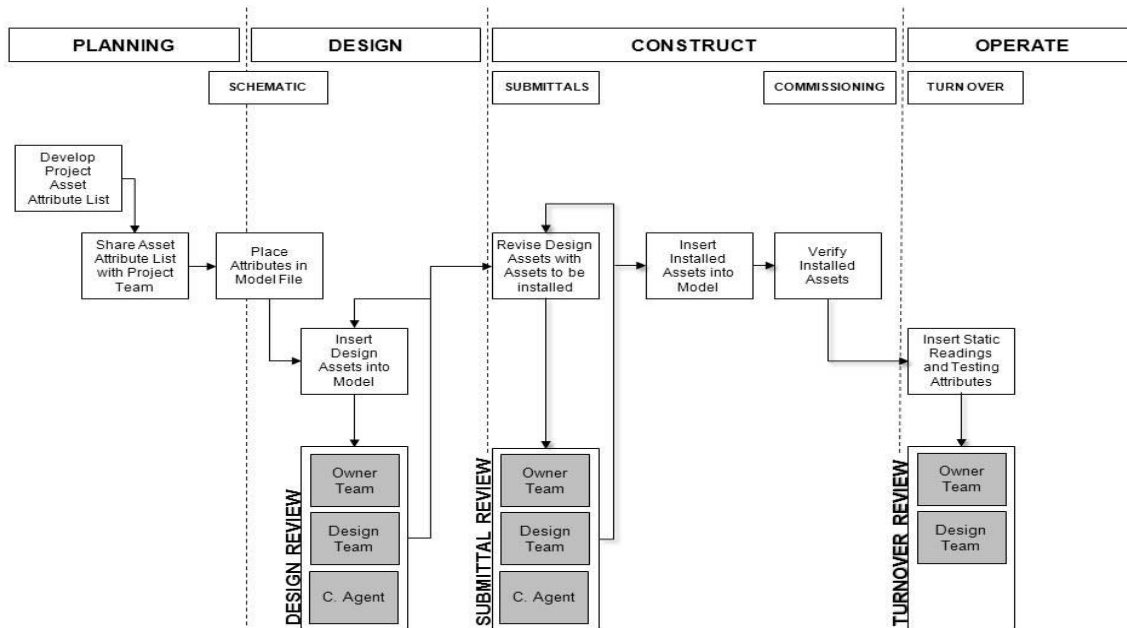 PLANNING
DESIGN
CONSTRUCT
OPERATE
SCHEMATIC
SUBMITTALS
COMMISSIONING
TURN OVER
Develop
Project
Asset
Attribute List
Share Asset
Attribute List
with Project
Team
Place
Attributes in
Model File
Revise Design
Assets with
Assets to be
installed
Insert
Installed
Assets into
Model
Verify
Installed
Assets
Insert
Design
Assets into
Model
Insert Static
Readings
and Testing
Attributes
DESIGN REVIEW
Owner
Team
Design
Team
C. Agent
SUBMITTAL REVIEW
Owner
Team
Design
Team
C. Agent
TURNOVER REVIEW
Owner
Team
Design
Team